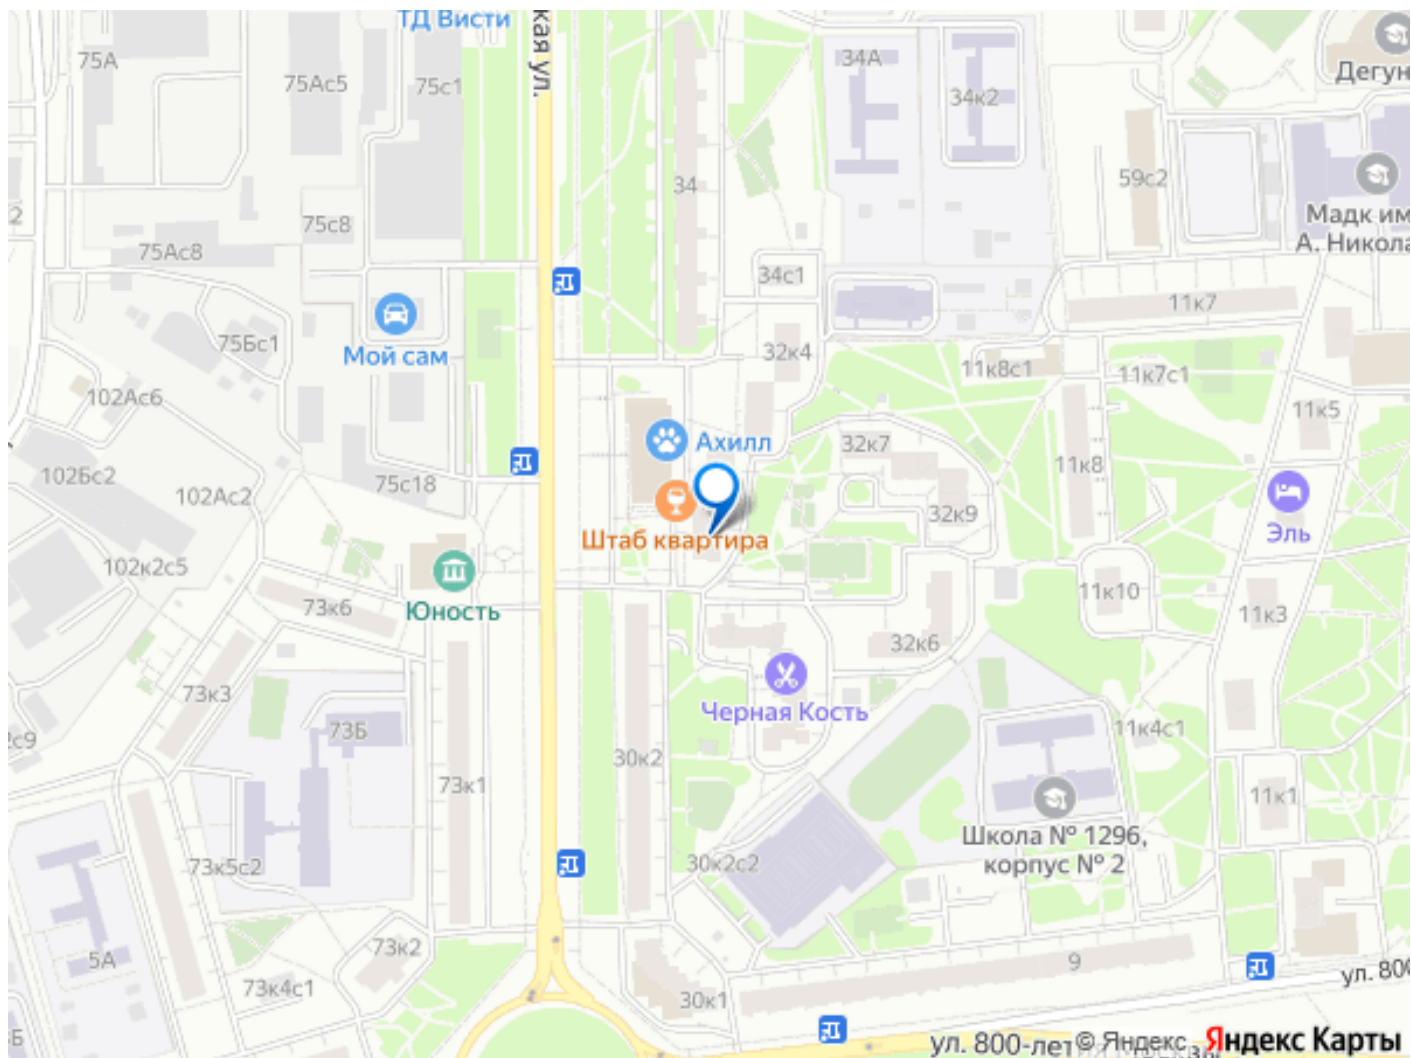 ТД Висти
кая ул.
75А
75Ас5
75с1
34А
34к2
Дегун
59с2
34
Мадк им
А. Никола
2
75с8
75Ас8
34с1
11к7
Мой сам
75Бс1
32к4
11к8с1
11к7с1
102Ас6
11к5
Ахилл
32к7
11к8
102Бс2
102Ас2
75с18
32к9
Эль
Штаб квартира
102к2с5
73к6
Юность
11к10
11к3
32к6
73к3
Черная Кость
73Б
11к4с1
2с9
30к2
73к1
11к1
Школа № 1296,
корпус № 2
73к5с2
30к2с2
73к2
5А
9
73к4с1
30к1
ул. 800
5Б
ул. 800-лет
© Яндекс
Яндекс Карты